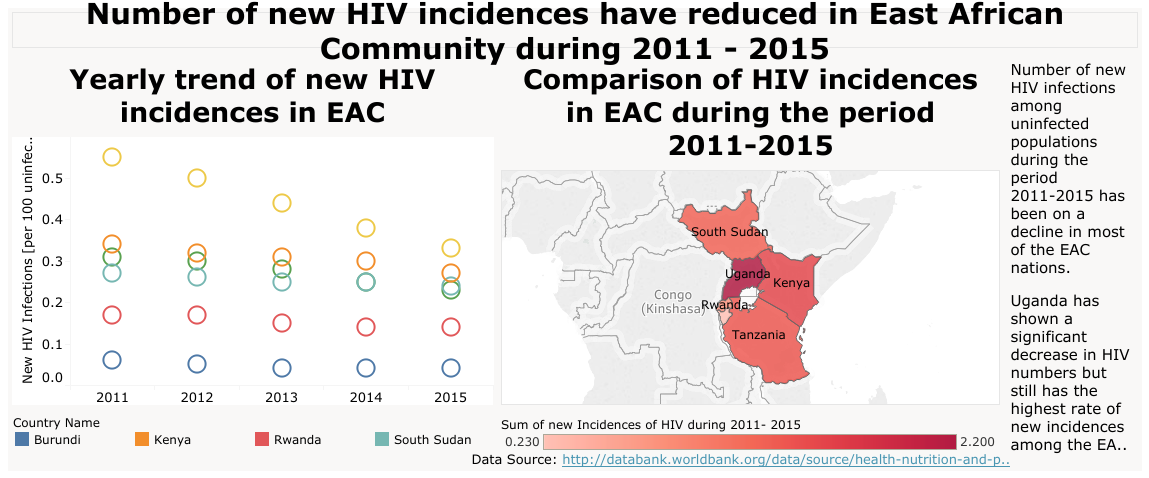 Number of new HIV incidences have reduced in East African
Community during 2011 - 2015
Yearly trend of new HIV
incidences in EAC
New HIV Infections [per 100 uninfec..
0.5
0.4
0.3
0.2
0.1
0.0
2011 2012 2013 2014 2015
Country Name
Burundi Kenya Rwanda South Sudan
Comparison of HIV incidences
in EAC during the period
2011-2015
South Sudan
Uganda
Kenya
Congo
(Kinshasa)
Rwanda
Tanzania
Sum of new Incidences of HIV during 2011- 2015
0.230 2.200
Data Source: http://databank.worldbank.org/data/source/health-nutrition-and-p..
Number of new
HIV infections
among
uninfected
populations
during the
period
2011-2015 has
been on a
decline in most
of the EAC
nations.
Uganda has
shown a
significant
decrease in HIV
numbers but
still has the
highest rate of
new incidences
among the EA..